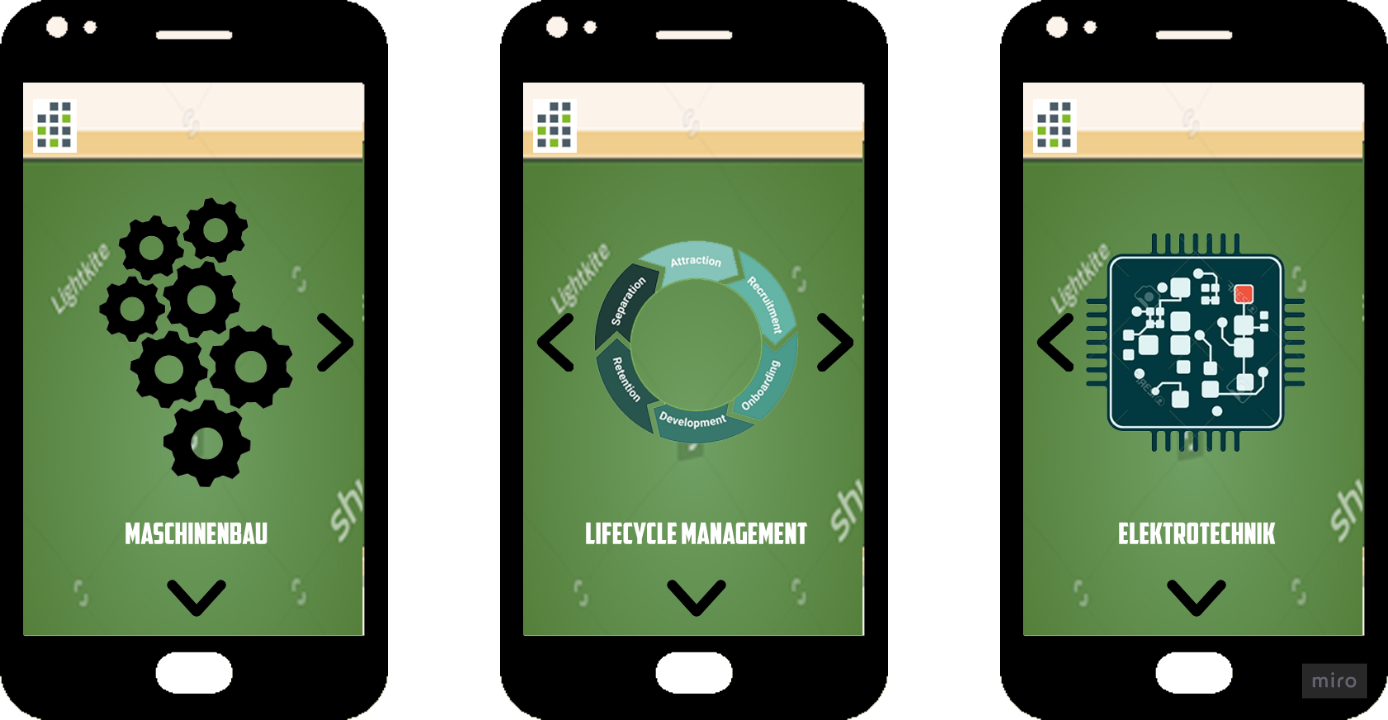 Lightkite
MASCHINENBAU
Lightkite
Attraction
Recruitment
Onboarding
Development
Retention
Separation
LIFECYCLE MANAGEMENT
Lightkite
ELEKTROTECHNIK
miro